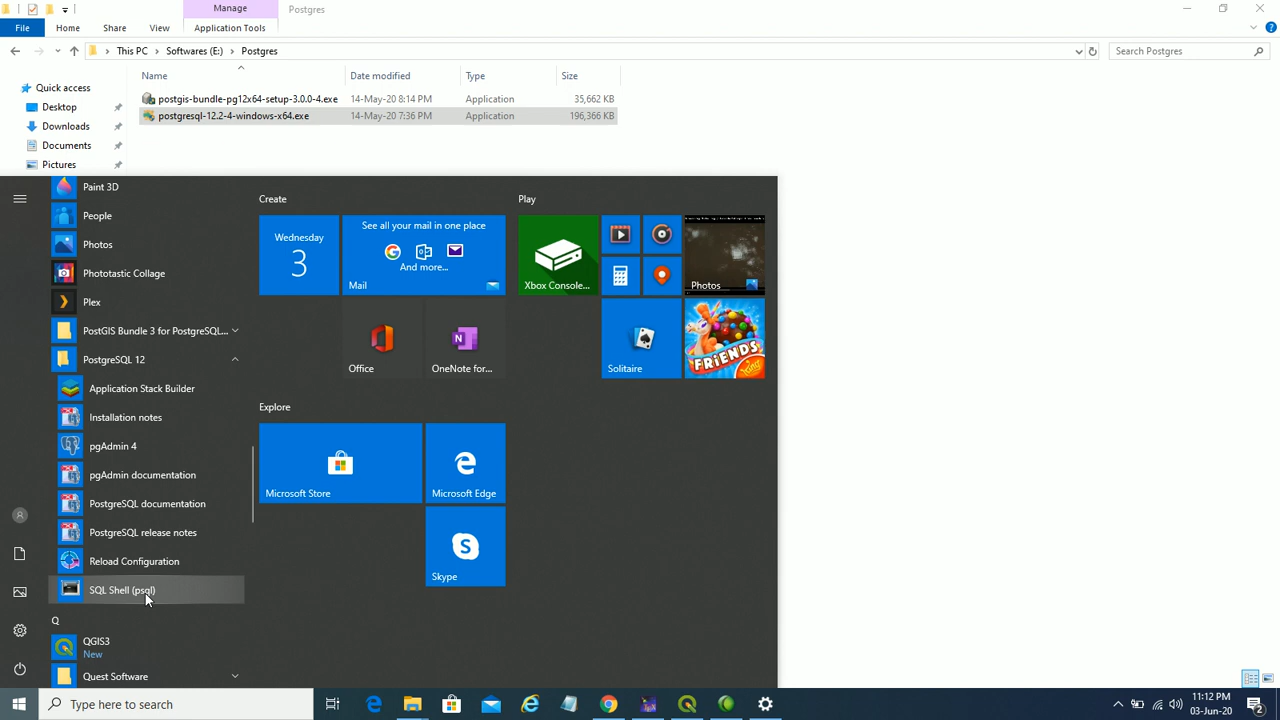 Manage
Postgres
File
Home
Share
View
Application Tools
This PC
Softwares (E:)
Postgres
Search Postgres
Name
Date modified
Type
Size
Quick access
postgis-bundle-pg12x64-setup-3.0.0-4.exe
14-May-20 8:14 PM
Application
35,662 KB
Desktop
postgresql-12.2-4-windows-x64.exe
14-May-20 7:36 PM
Application
196,366 KB
Downloads
Documents
Pictures
Paint 3D
People
Photos
Phototastic Collage
Plex
PostGIS Bundle 3 for PostgreSQL...
PostgreSQL 12
Application Stack Builder
Installation notes
pgAdmin 4
pgAdmin documentation
PostgreSQL documentation
PostgreSQL release notes
Reload Configuration
SQL Shell (psql)
Q
QGIS3
New
Quest Software
Create
Wednesday
3
See all your mail in one place
And more...
Mail
Office
OneNote for...
Play
Xbox Console...
Photos
Solitaire
FRIENDS
Explore
Microsoft Store
Microsoft Edge
Skype
Type here to search
11:12 PM
03-Jun-20
2